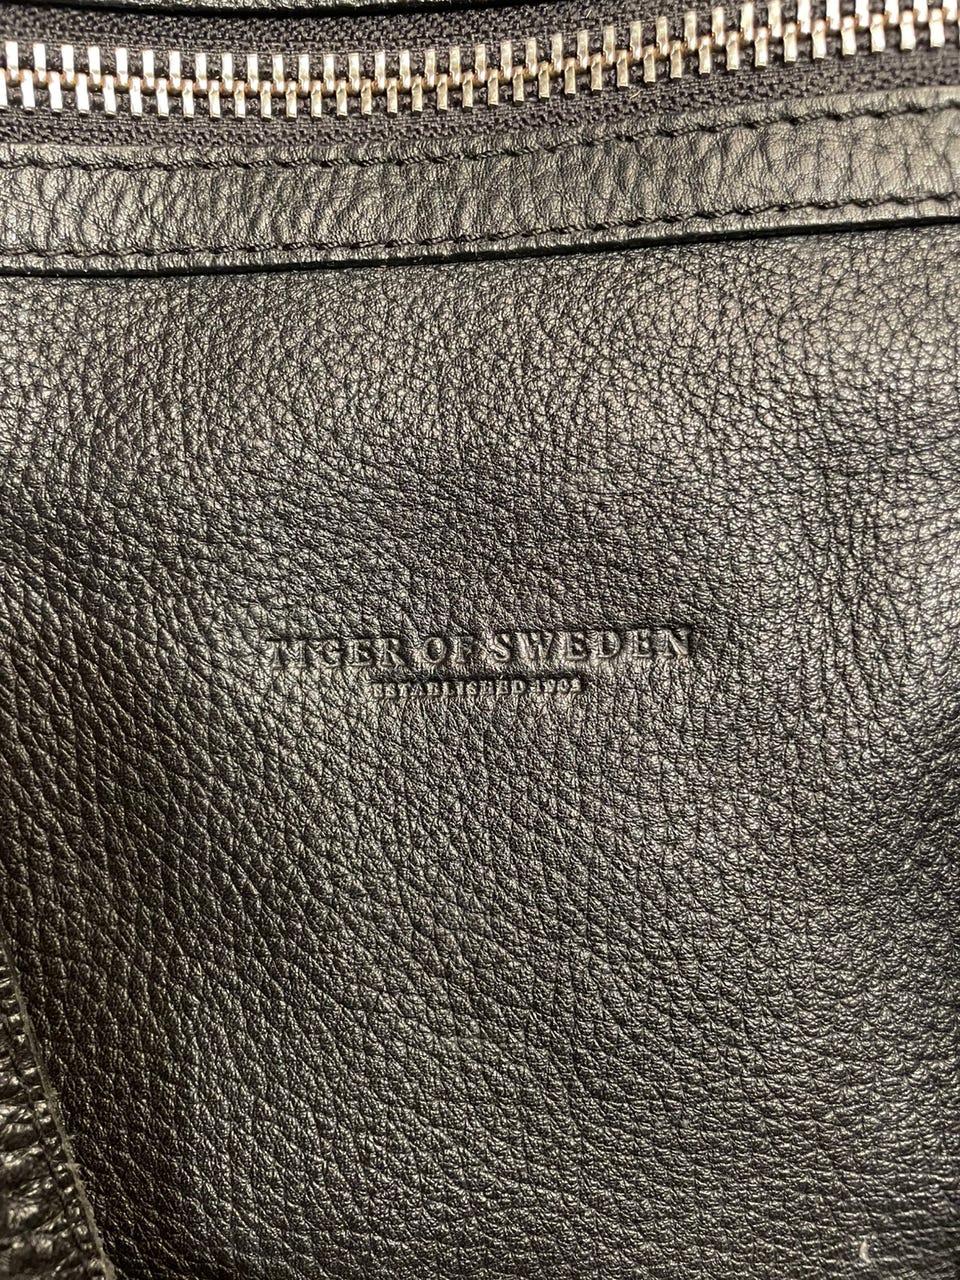 TIGER OF SWEDEN
ESTABLISHED 1903